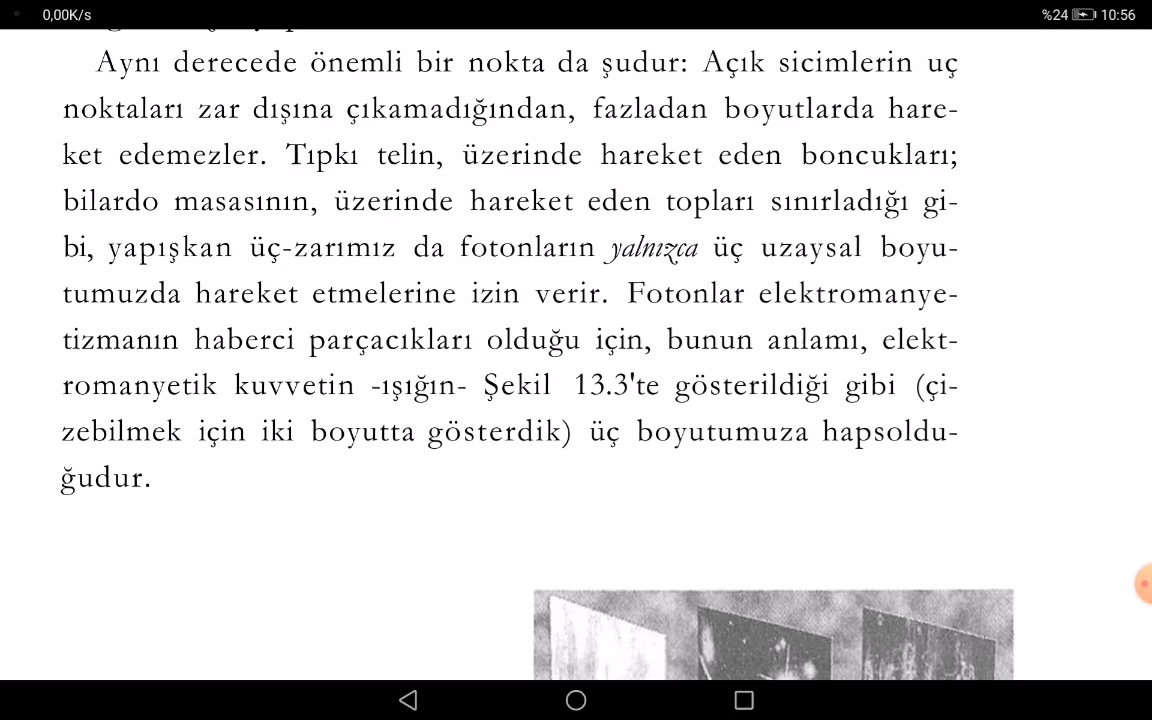 0,00K/s
%24 10:56
Aynı derecede önemli bir nokta da şudur: Açık sicimlerin uç
noktaları zar dışına çıkamadığından, fazladan boyutlarda hare-
ket edemezler. Tıpkı telin, üzerinde hareket eden boncukları;
bilardo masasının, üzerinde hareket eden topları sınırladığı gi-
bi, yapışkan üç-zarımız da fotonların yalnızca üç uzaysal boyu-
tumuzda hareket etmelerine izin verir. Fotonlar elektromanye-
tizmanın haberci parçacıkları olduğu için, bunun anlamı, elekt-
romanyetik kuvvetin -ışığın- Şekil 13.3'te gösterildiği gibi (çi-
zebilmek için iki boyutta gösterdik) üç boyutumuza hapsoldu-
ğudur.